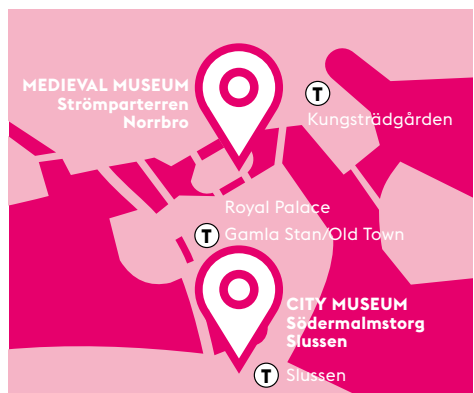 MEDIEVAL MUSEUM
Strömparterren
Norrbro
T
Kungsträdgården
Royal Palace
T Gamla Stan/Old Town
CITY MUSEUM
Södermalmstorg
Slussen
T Slussen